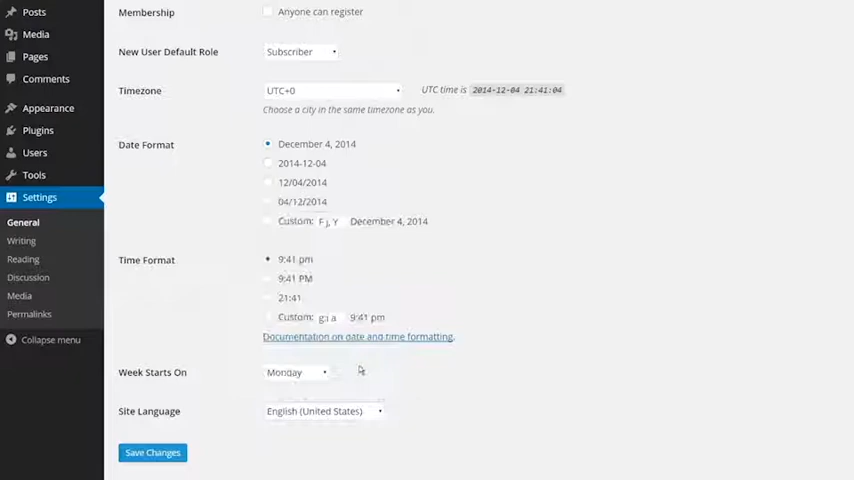 Posts
Media
Pages
Comments
Appearance
Plugins
Users
Tools
Settings
General
Writing
Reading
Discussion
Media
Permalinks
Collapse menu
Membership
Anyone can register
New User Default Role
Subscriber
Timezone
UTC+0
UTC time is 2014-12-04 21:41:04
Choose a city in the same timezone as you.
Date Format
December 4, 2014
2014-12-04
12/04/2014
04/12/2014
Custom: F j, Y December 4, 2014
Time Format
9:41 pm
9:41 PM
21:41
Custom: g:i a 9:41 pm
Documentation on date and time formatting.
Week Starts On
Monday
Site Language
English (United States)
Save Changes